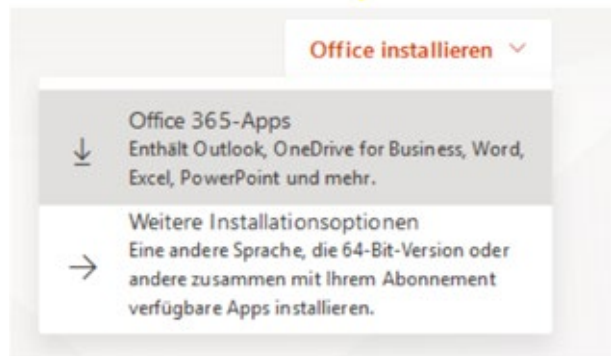 Office installieren
Office 365-Apps
Enthält Outlook, OneDrive for Business, Word,
Excel, PowerPoint und mehr.
Weitere Installationsoptionen
Eine andere Sprache, die 64-Bit-Version oder
andere zusammen mit Ihrem Abonnement
verfügbare Apps installieren.